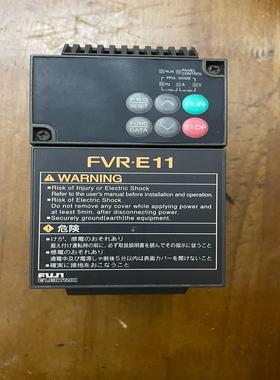 RUN
PANEL CONTROL
PRG. MODE
Hz A V
PRG RESET
RUN
FUNC DATA
STOP
FVR·E11
WARNING
Risk of Injury or Electric Shock
Refer to the user's manual before installation and operation.
Risk of Electric Shock
Do not remove any cover while applying power and
at least 5min. after disconnecting power.
Securely ground(earth) the equipment.
危険
けが、感電のおそれあり
据え付け運転時の前に、必ず取扱説明書を読んでその指示に従うこと
感電のおそれあり
通電中及び電源しゃ断後5分以内は表面カバーを開けないこと
確実に接地をおこなうこと
FUJI
ELECTRIC